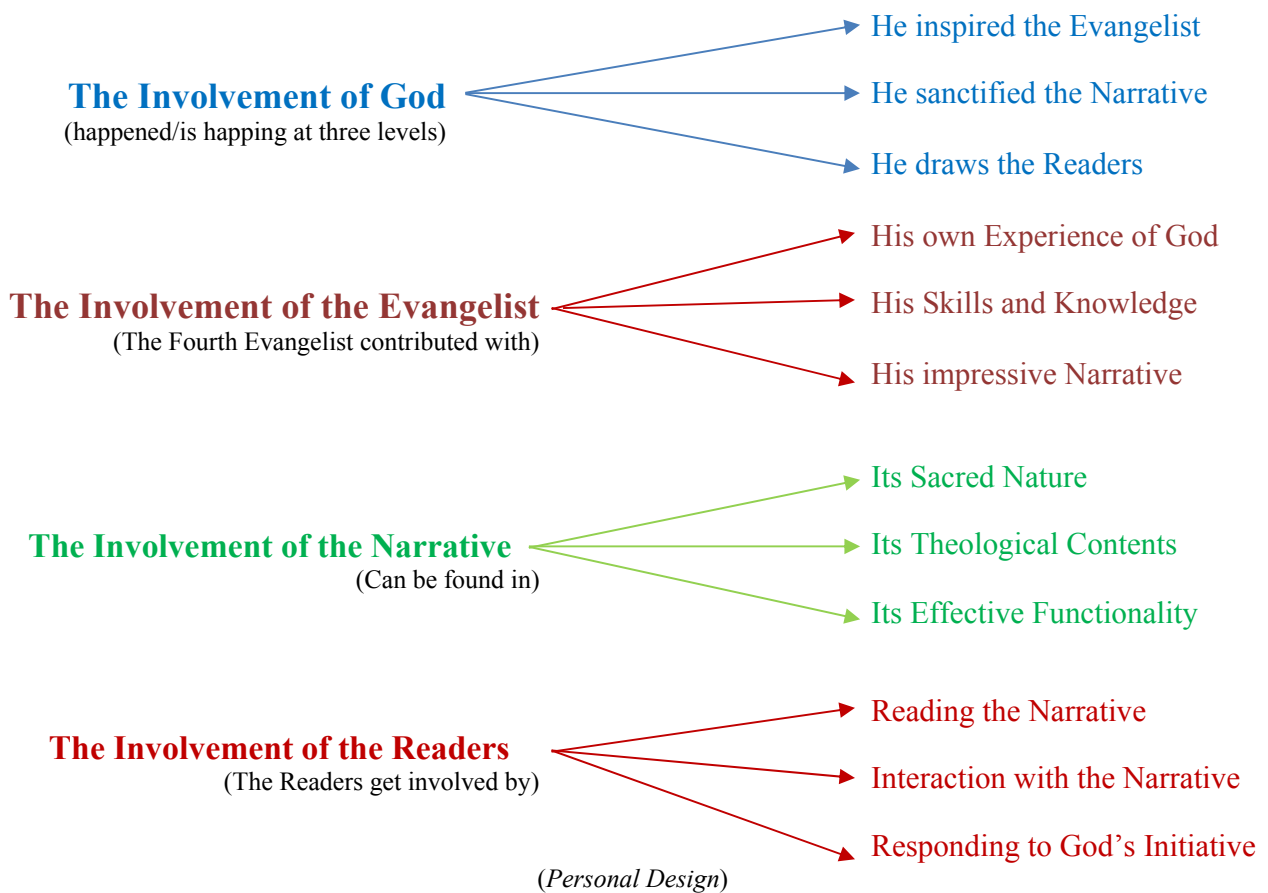 The Involvement of God
(happened/is happing at three levels)
He inspired the Evangelist
He sanctified the Narrative
He draws the Readers
The Involvement of the Evangelist
(The Fourth Evangelist contributed with)
His own Experience of God
His Skills and Knowledge
His impressive Narrative
The Involvement of the Narrative
(Can be found in)
Its Sacred Nature
Its Theological Contents
Its Effective Functionality
The Involvement of the Readers
(The Readers get involved by)
Reading the Narrative
Interaction with the Narrative
Responding to God’s Initiative
(Personal Design)